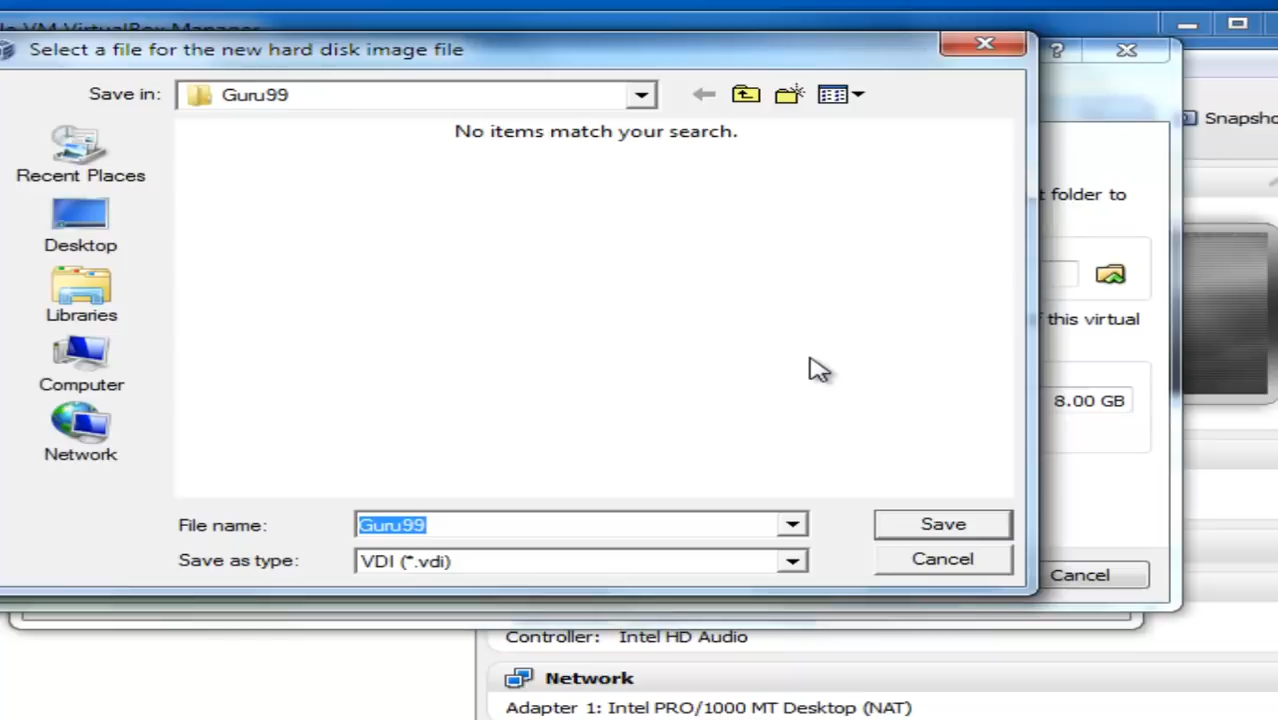 VM VirtualBox Manager
Select a file for the new hard disk image file
?
Save in:
Guru99
No items match your search.
Recent Places
Desktop
Libraries
Computer
Network
File name:
Guru99
Save
Save as type:
VDI (*.vdi)
Cancel
folder to
this virtual
8.00 GB
Cancel
Controller: Intel HD Audio
Network
Adapter 1: Intel PRO/1000 MT Desktop (NAT)